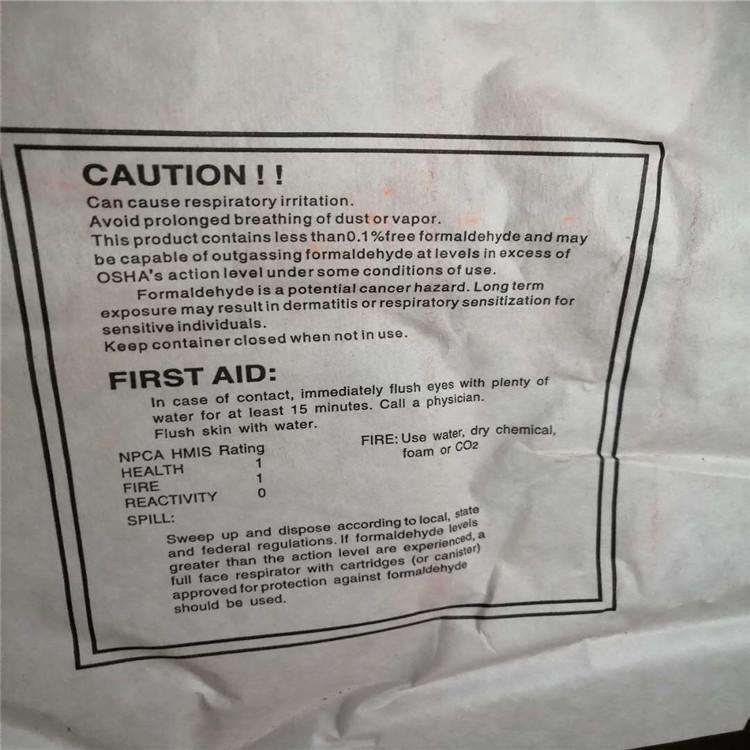 CAUTION ! !
Can cause respiratory irritation.
Avoid prolonged breathing of dust or vapor.
This product contains less than0.1%free formaldehyde and may
be capable of outgassing formaldehyde at levels in excess of
OSHA's action level under some conditions of use.
Formaldehyde is a potential cancer hazard. Long term
exposure may result in dermatitis or respiratory sensitization for
sensitive individuals.
Keep container closed when not in use.
FIRST AID:
In case of contact, immediately flush eyes with plenty of
water for at least 15 minutes. Call a physician.
Flush skin with water.
NPCA HMIS Rating
HEALTH 1
FIRE 1
REACTIVITY 0
FIRE: Use water, dry chemical,
foam or CO2
SPILL:
Sweep up and dispose according to local, state
and federal regulations. If formaldehyde levels
greater than the action level are experienced, a
full face respirator with cartridges (or canister)
approved for protection against formaldehyde
should be used.